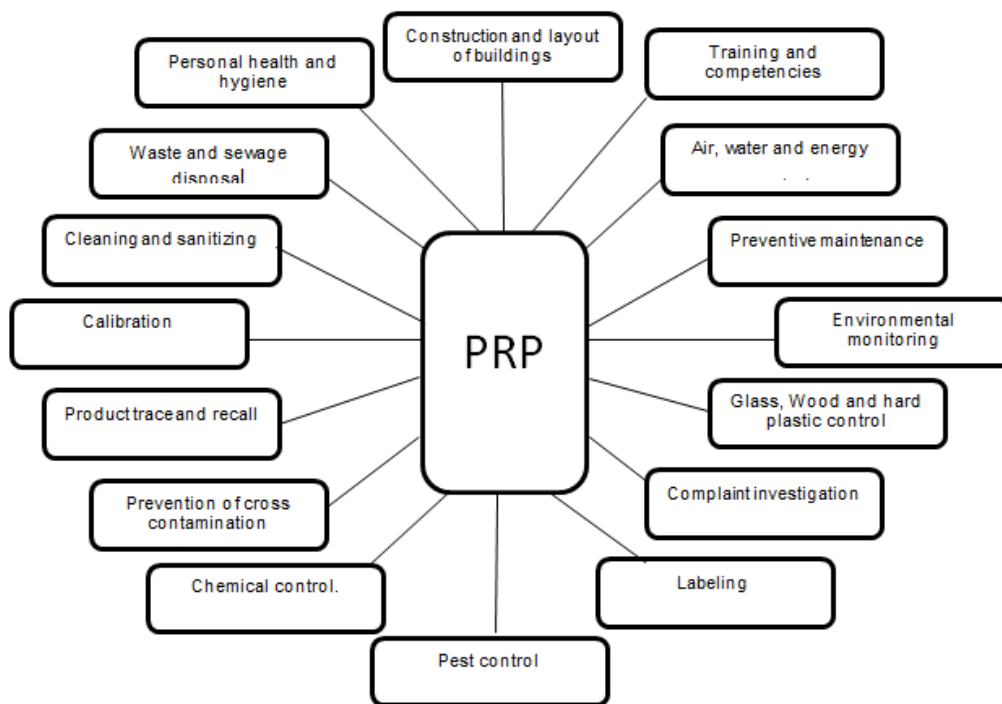 Construction and layout
of buildings
Training and
competencies
Personal health and
hygiene
Air, water and energy
Waste and sewage
disposal
Cleaning and sanitizing
Preventive maintenance
Calibration
Environmental
monitoring
PRP
Product trace and recall
Glass, Wood and hard
plastic control
Prevention of cross
contamination
Complaint investigation
Chemical control.
Labeling
Pest control